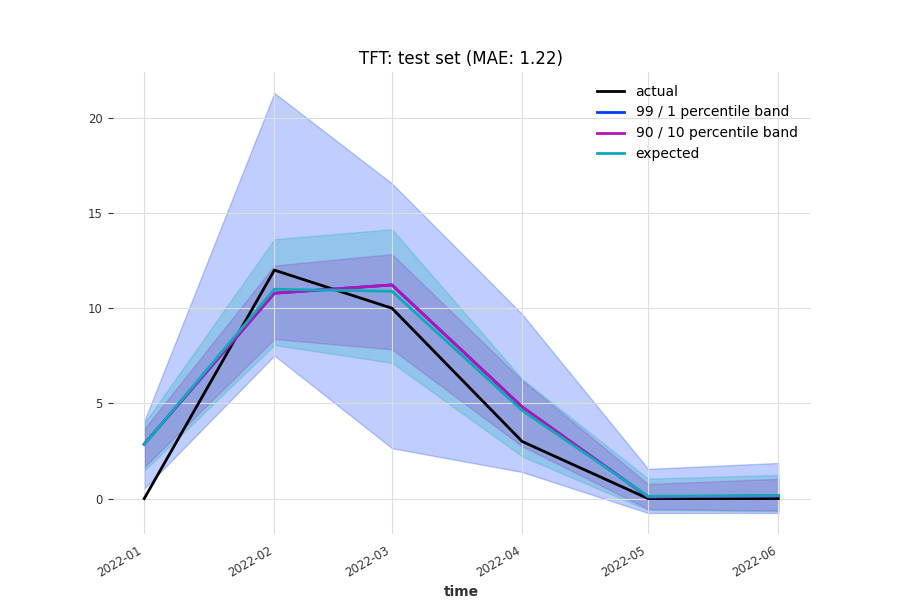 TFT: test set (MAE: 1.22)
actual
99 / 1 percentile band
90 / 10 percentile band
expected
20
15
10
5
0
2022-01
2022-02
2022-03
2022-04
2022-05
2022-06
time